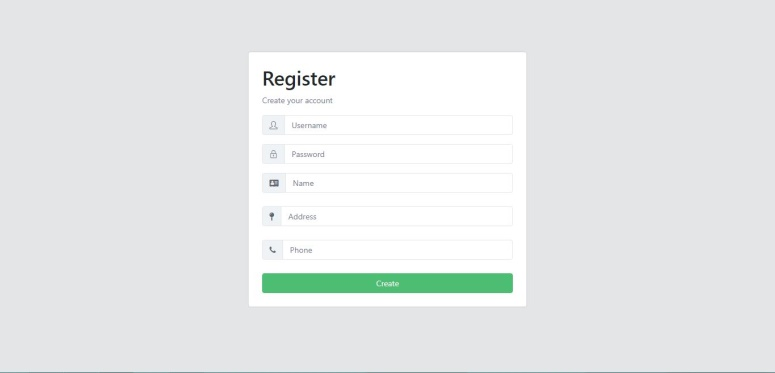 Register
Create your account
Username
Password
Name
Address
Phone
Create